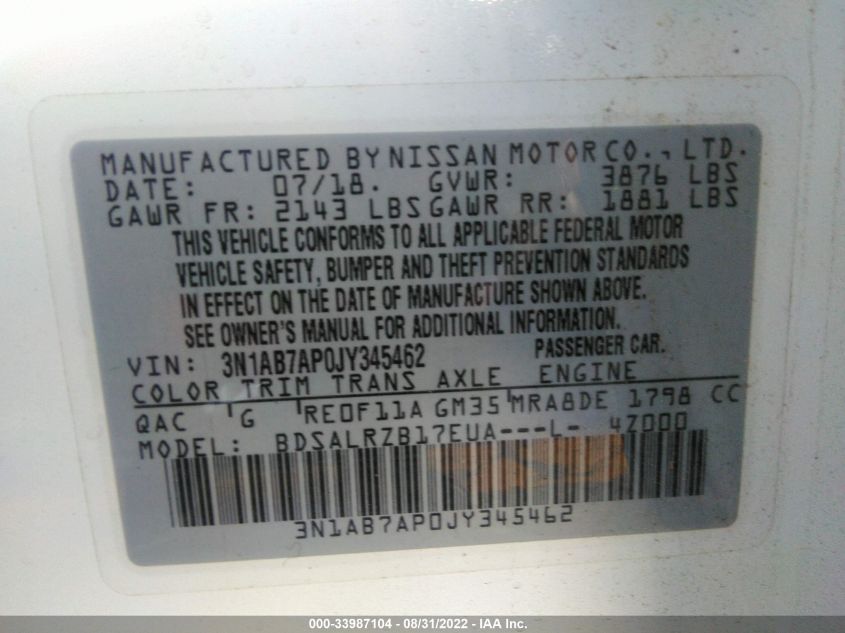 MANUFACTURED BY NISSAN MOTOR CO., LTD.
DATE: 07/18. GVWR: 3876 LBS
GAWR FR: 2143 LBS GAWR RR: 1881 LBS
THIS VEHICLE CONFORMS TO ALL APPLICABLE FEDERAL MOTOR
VEHICLE SAFETY, BUMPER AND THEFT PREVENTION STANDARDS
IN EFFECT ON THE DATE OF MANUFACTURE SHOWN ABOVE.
SEE OWNER'S MANUAL FOR ADDITIONAL INFORMATION.
VIN: 3N1AB7AP0JY345462 PASSENGER CAR.
COLOR TRIM TRANS AXLE ENGINE
QAC G RE0F11A GM35 MRA8DE 1798 CC
MODEL: BDSALRZB17EUA---L- 4Z000
3N1AB7AP0JY345462
000-33987104 - 08/31/2022 - IAA Inc.